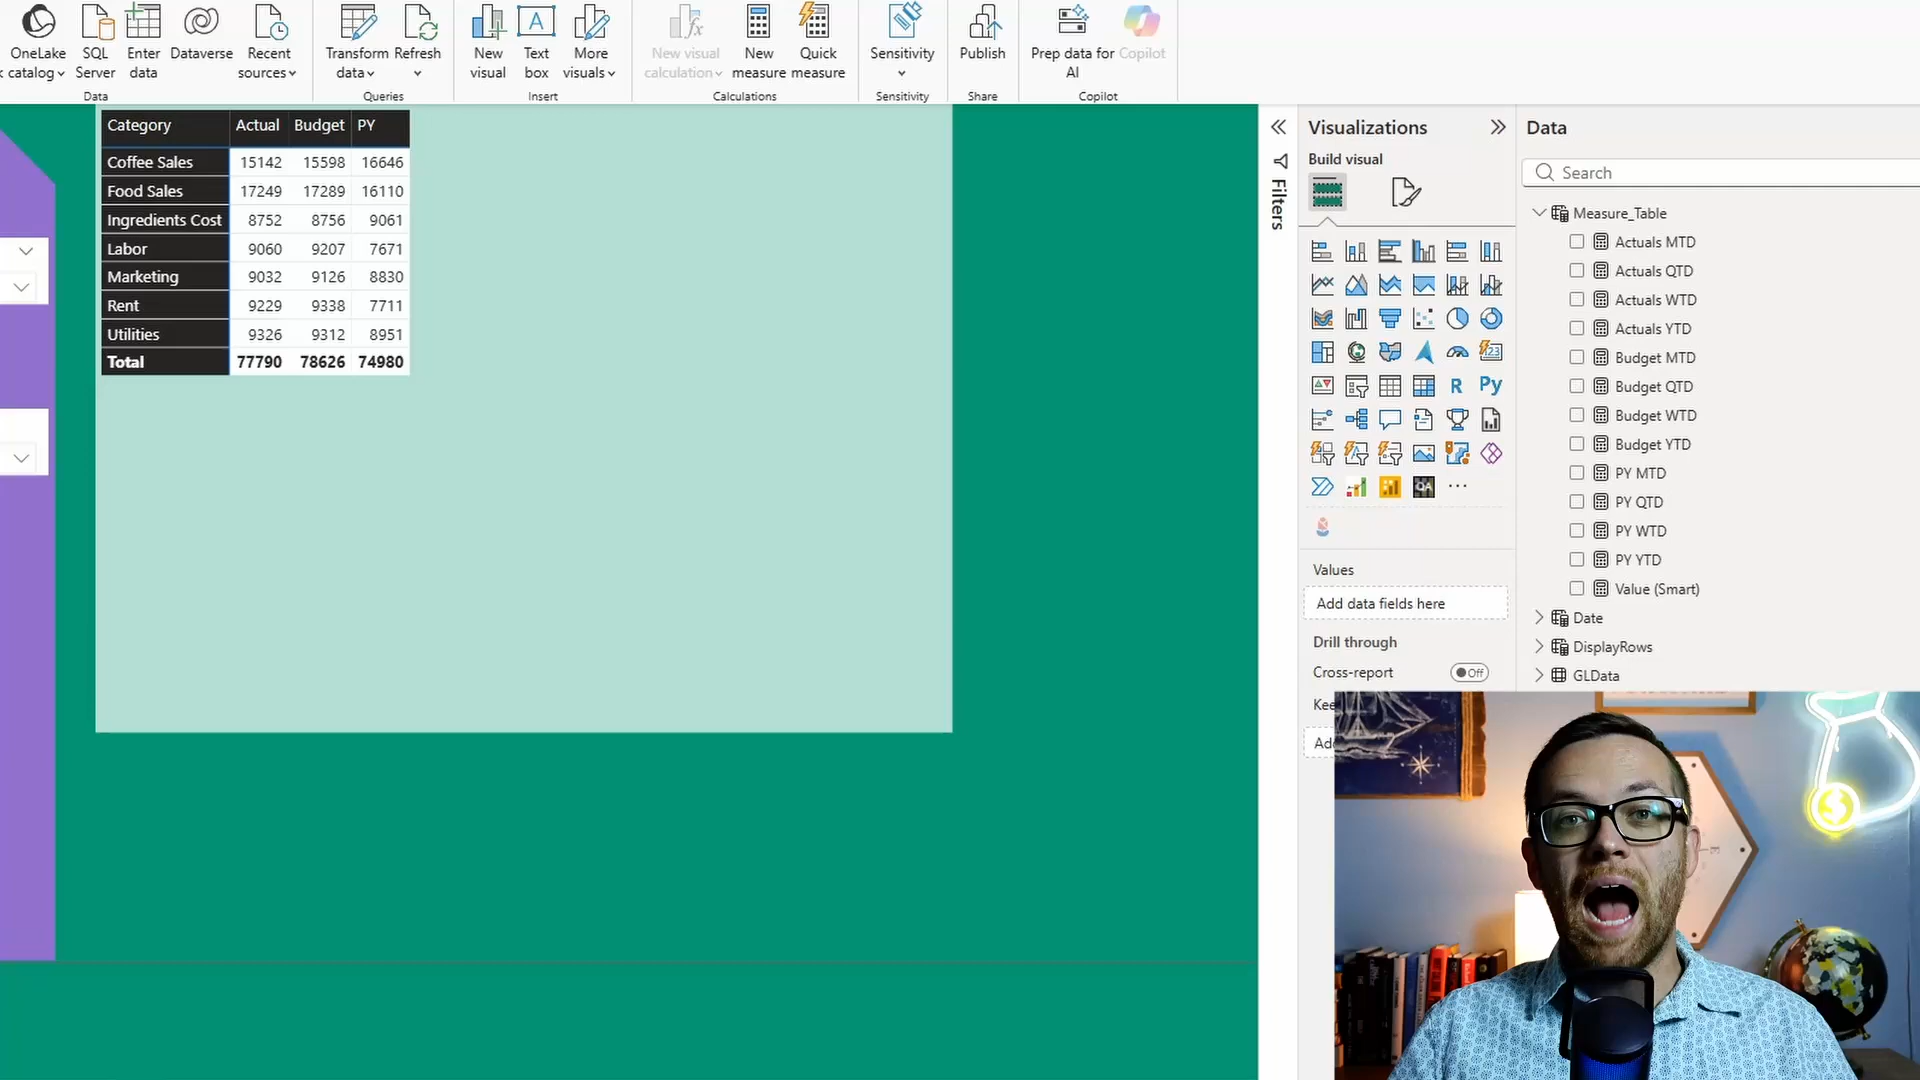 OneLake
catalog
SQL
Server
Enter
data
Dataverse
Recent
sources
Data
Transform
data
Refresh
Queries
New
visual
Text
box
More
visuals
Insert
New visual
calculation
New
measure
Quick
measure
Calculations
Sensitivity
Sensitivity
Publish
Share
Prep data for
AI
Copilot
Copilot
Category Actual Budget PY
Coffee Sales 15142 15598 16646
Food Sales 17249 17289 16110
Ingredients Cost 8752 8756 9061
Labor 9060 9207 7671
Marketing 9032 9126 8830
Rent 9229 9338 7711
Utilities 9326 9312 8951
Total 77790 78626 74980
Filters
Visualizations
Build visual
123
R
Py
QA
Values
Add data fields here
Drill through
Cross-report
Off
Kee
Add
Data
Search
Measure_Table
Actuals MTD
Actuals QTD
Actuals WTD
Actuals YTD
Budget MTD
Budget QTD
Budget WTD
Budget YTD
PY MTD
PY QTD
PY WTD
PY YTD
Value (Smart)
Date
DisplayRows
GLData
$